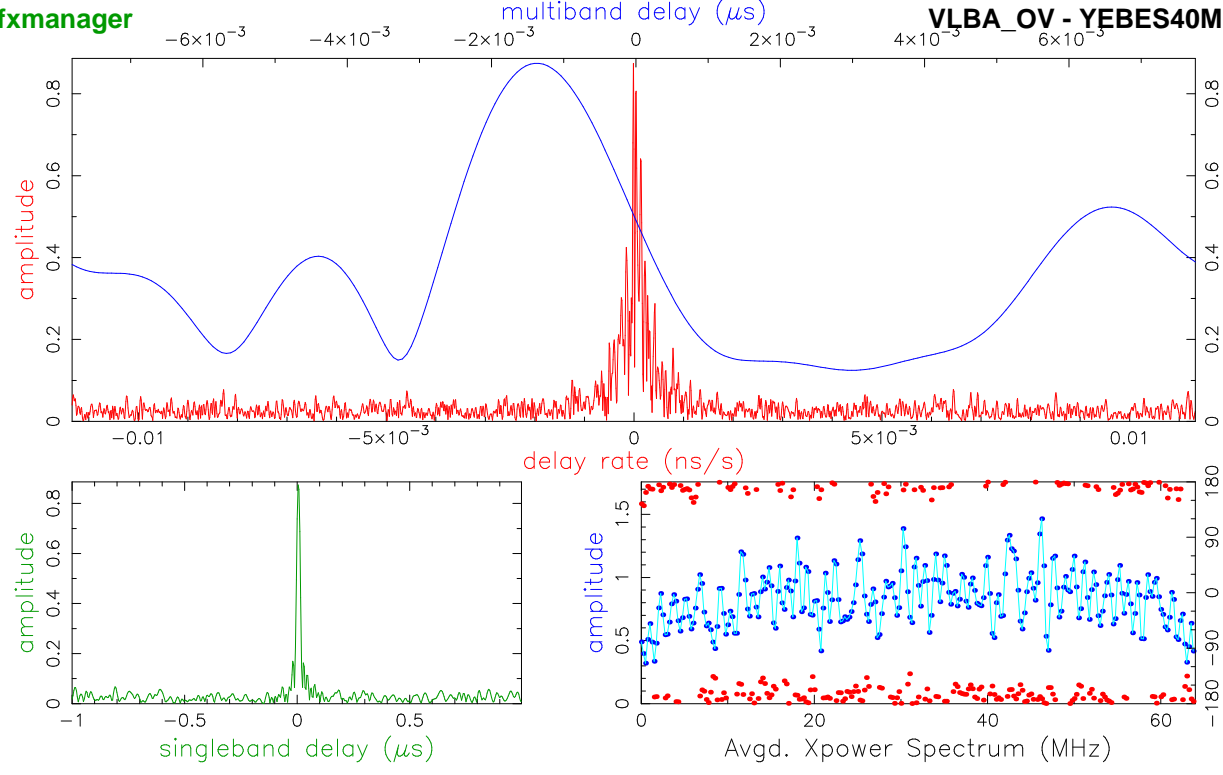 fxmanager
multiband delay (μs)
VLBA_OV - YEBES40M
−6×10⁻³ −4×10⁻³ −2×10⁻³ 0 2×10⁻³ 4×10⁻³ 6×10⁻³
amplitude
0 0.2 0.4 0.6 0.8
0 0.2 0.4 0.6 0.8
−0.01 −5×10⁻³ 0 5×10⁻³ 0.01
delay rate (ns/s)
amplitude
0 0.2 0.4 0.6 0.8
−1 −0.5 0 0.5
singleband delay (μs)
amplitude
0 0.5 1 1.5
−180 −90 0 90 180
0 20 40 60
Avgd. Xpower Spectrum (MHz)